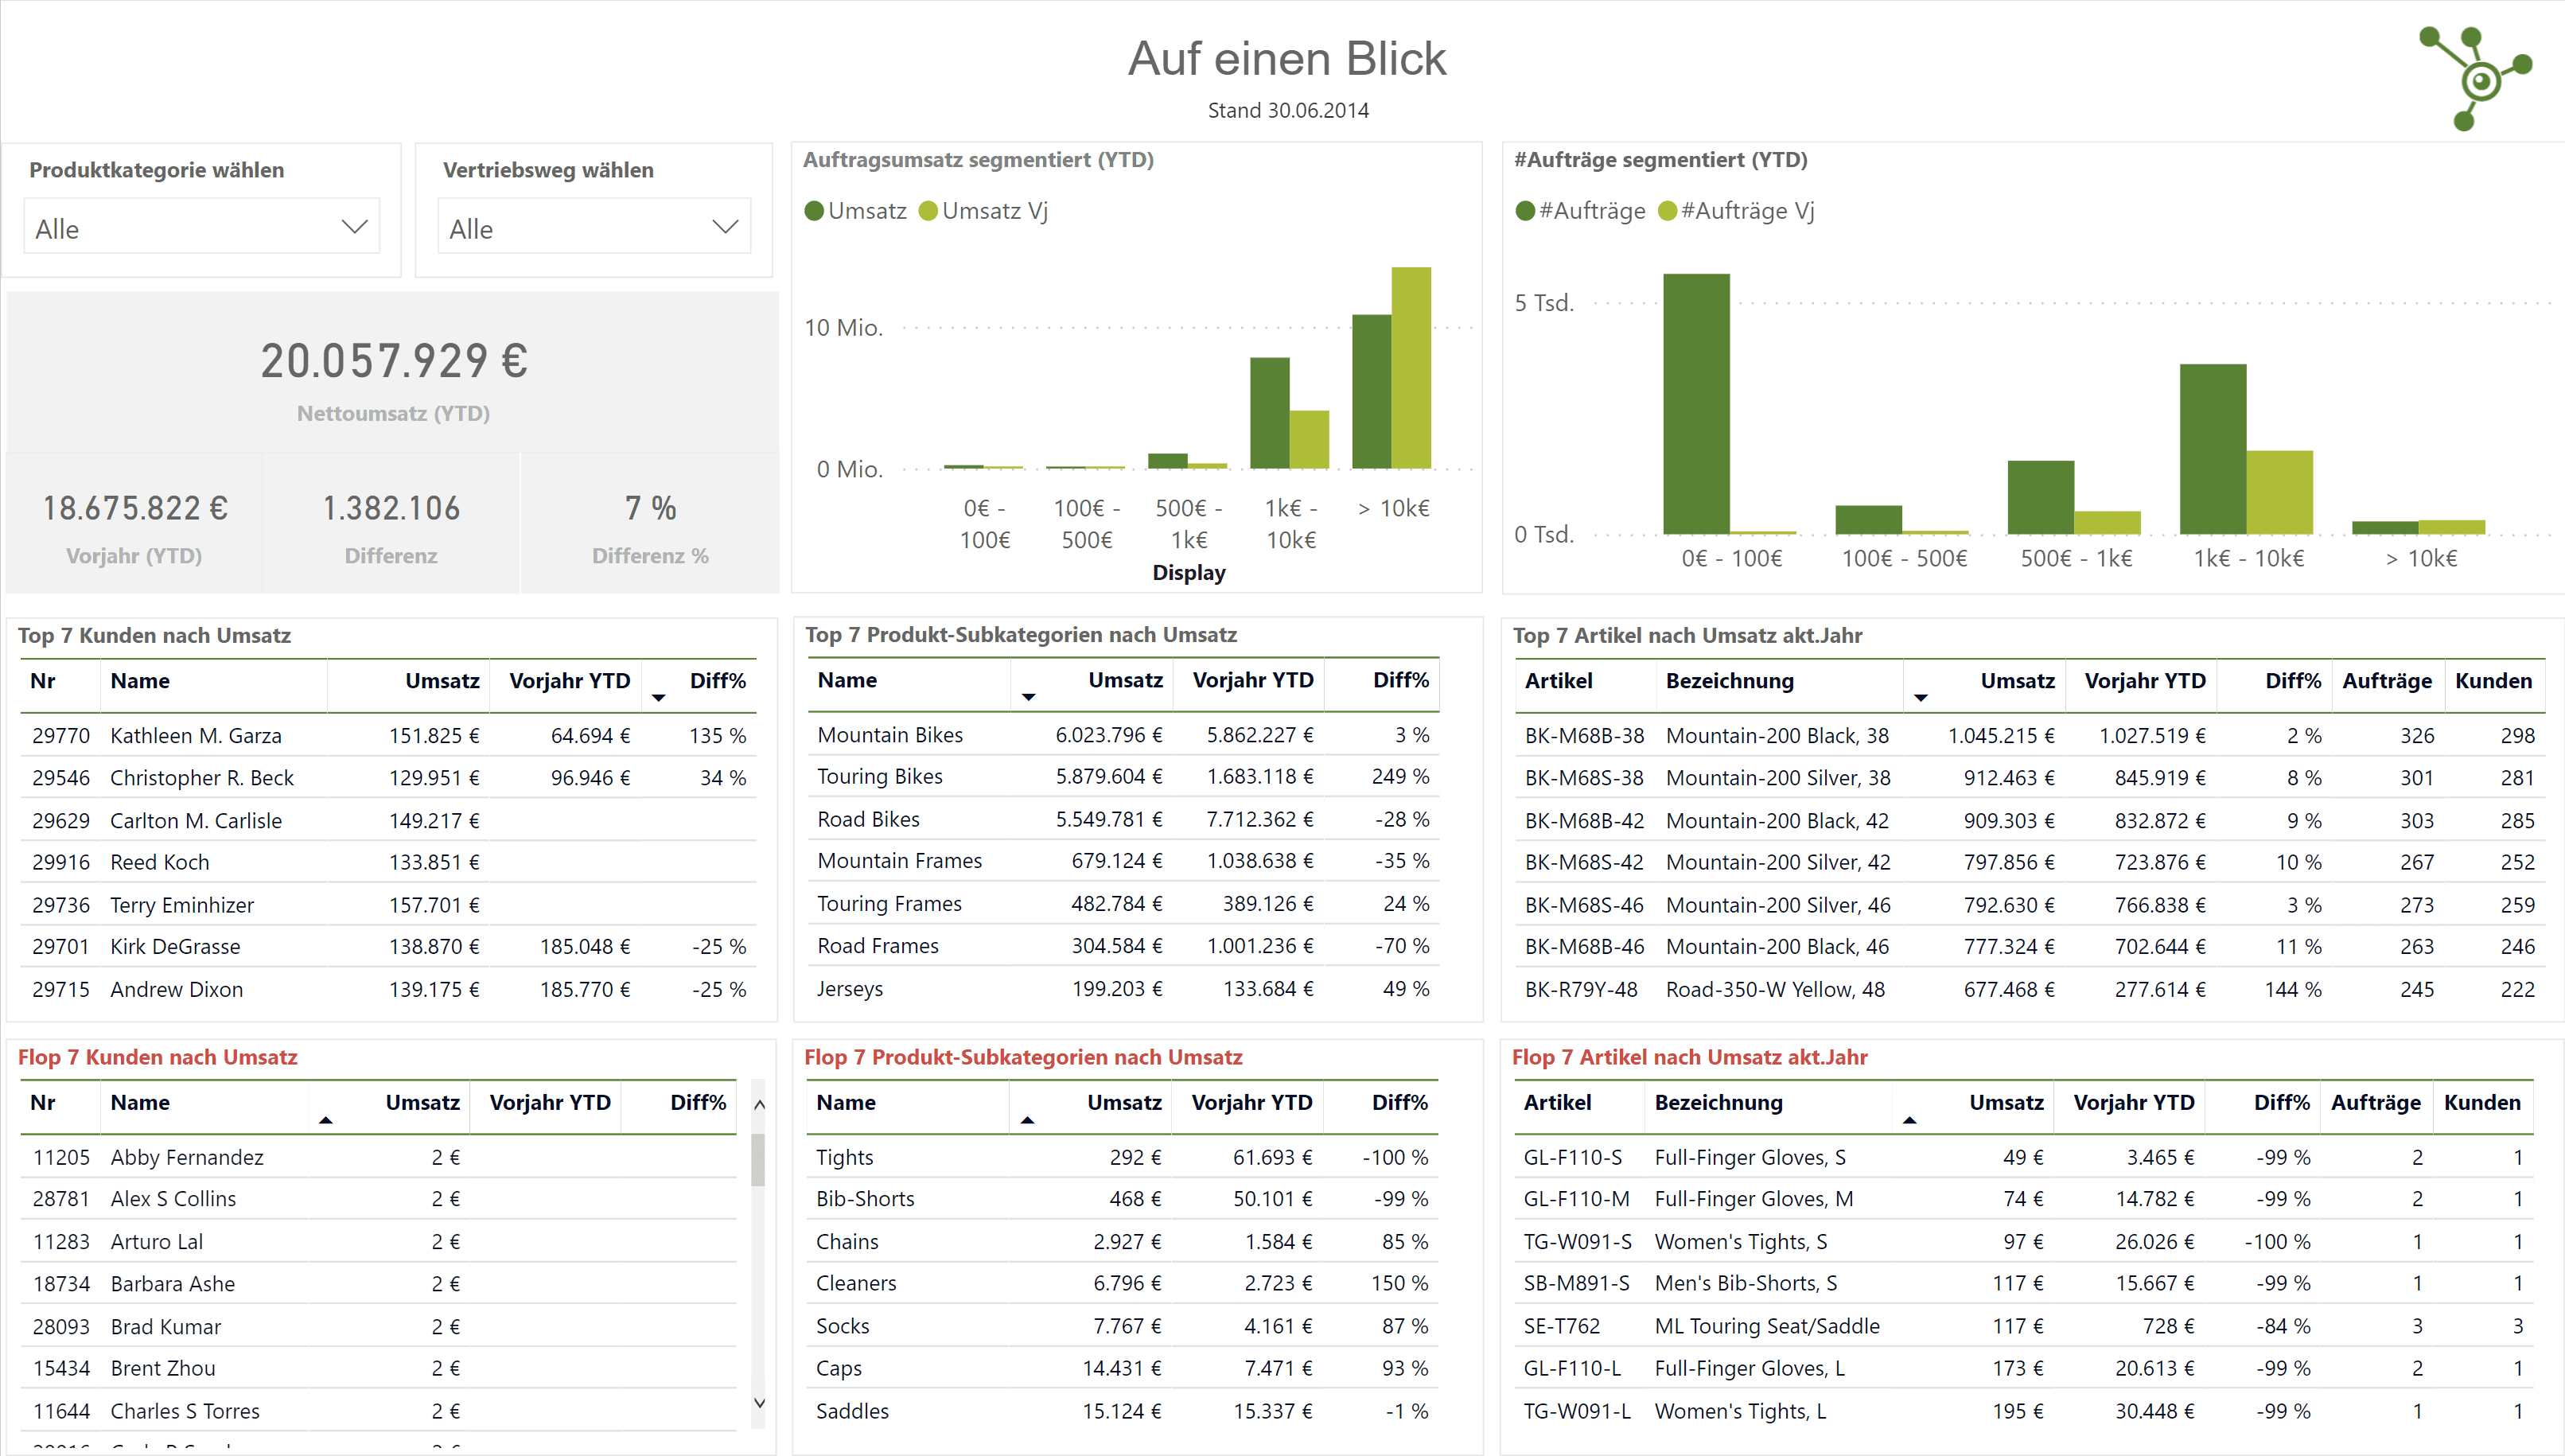 Auf einen Blick
Stand 30.06.2014
Produktkategorie wählen
Alle
Vertriebsweg wählen
Alle
20.057.929 €
Nettoumsatz (YTD)
18.675.822 €
Vorjahr (YTD)
1.382.106
Differenz
7 %
Differenz %
Auftragsumsatz segmentiert (YTD)
Umsatz Umsatz Vj
10 Mio.
0 Mio.
0€ - 100€ - 500€ - 1k€ - > 10k€
100€ 500€ 1k€ 10k€
Display
#Aufträge segmentiert (YTD)
#Aufträge #Aufträge Vj
5 Tsd.
0 Tsd.
0€ - 100€ 100€ - 500€ 500€ - 1k€ 1k€ - 10k€ > 10k€
Top 7 Kunden nach Umsatz
Nr Name Umsatz Vorjahr YTD Diff%
29770 Kathleen M. Garza 151.825 € 64.694 € 135 %
29546 Christopher R. Beck 129.951 € 96.946 € 34 %
29629 Carlton M. Carlisle 149.217 €
29916 Reed Koch 133.851 €
29736 Terry Eminhizer 157.701 €
29701 Kirk DeGrasse 138.870 € 185.048 € -25 %
29715 Andrew Dixon 139.175 € 185.770 € -25 %
Top 7 Produkt-Subkategorien nach Umsatz
Name Umsatz Vorjahr YTD Diff%
Mountain Bikes 6.023.796 € 5.862.227 € 3 %
Touring Bikes 5.879.604 € 1.683.118 € 249 %
Road Bikes 5.549.781 € 7.712.362 € -28 %
Mountain Frames 679.124 € 1.038.638 € -35 %
Touring Frames 482.784 € 389.126 € 24 %
Road Frames 304.584 € 1.001.236 € -70 %
Jerseys 199.203 € 133.684 € 49 %
Top 7 Artikel nach Umsatz akt.Jahr
Artikel Bezeichnung Umsatz Vorjahr YTD Diff% Aufträge Kunden
BK-M68B-38 Mountain-200 Black, 38 1.045.215 € 1.027.519 € 2 % 326 298
BK-M68S-38 Mountain-200 Silver, 38 912.463 € 845.919 € 8 % 301 281
BK-M68B-42 Mountain-200 Black, 42 909.303 € 832.872 € 9 % 303 285
BK-M68S-42 Mountain-200 Silver, 42 797.856 € 723.876 € 10 % 267 252
BK-M68S-46 Mountain-200 Silver, 46 792.630 € 766.838 € 3 % 273 259
BK-M68B-46 Mountain-200 Black, 46 777.324 € 702.644 € 11 % 263 246
BK-R79Y-48 Road-350-W Yellow, 48 677.468 € 277.614 € 144 % 245 222
Flop 7 Kunden nach Umsatz
Nr Name Umsatz Vorjahr YTD Diff%
11205 Abby Fernandez 2 €
28781 Alex S Collins 2 €
11283 Arturo Lal 2 €
18734 Barbara Ashe 2 €
28093 Brad Kumar 2 €
15434 Brent Zhou 2 €
11644 Charles S Torres 2 €
Flop 7 Produkt-Subkategorien nach Umsatz
Name Umsatz Vorjahr YTD Diff%
Tights 292 € 61.693 € -100 %
Bib-Shorts 468 € 50.101 € -99 %
Chains 2.927 € 1.584 € 85 %
Cleaners 6.796 € 2.723 € 150 %
Socks 7.767 € 4.161 € 87 %
Caps 14.431 € 7.471 € 93 %
Saddles 15.124 € 15.337 € -1 %
Flop 7 Artikel nach Umsatz akt.Jahr
Artikel Bezeichnung Umsatz Vorjahr YTD Diff% Aufträge Kunden
GL-F110-S Full-Finger Gloves, S 49 € 3.465 € -99 % 2 1
GL-F110-M Full-Finger Gloves, M 74 € 14.782 € -99 % 2 1
TG-W091-S Women's Tights, S 97 € 26.026 € -100 % 1 1
SB-M891-S Men's Bib-Shorts, S 117 € 15.667 € -99 % 1 1
SE-T762 ML Touring Seat/Saddle 117 € 728 € -84 % 3 3
GL-F110-L Full-Finger Gloves, L 173 € 20.613 € -99 % 2 1
TG-W091-L Women's Tights, L 195 € 30.448 € -99 % 1 1